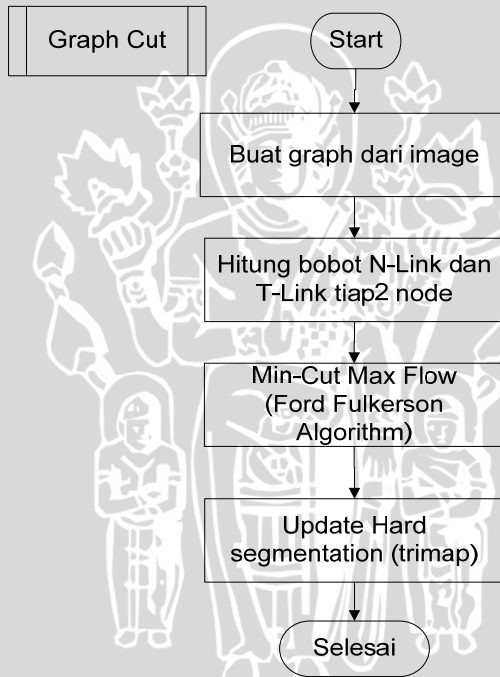 Graph Cut
Start
Buat graph dari image
Hitung bobot N-Link dan
T-Link tiap2 node
Min-Cut Max Flow
(Ford Fulkerson
Algorithm)
Update Hard
segmentation (trimap)
Selesai